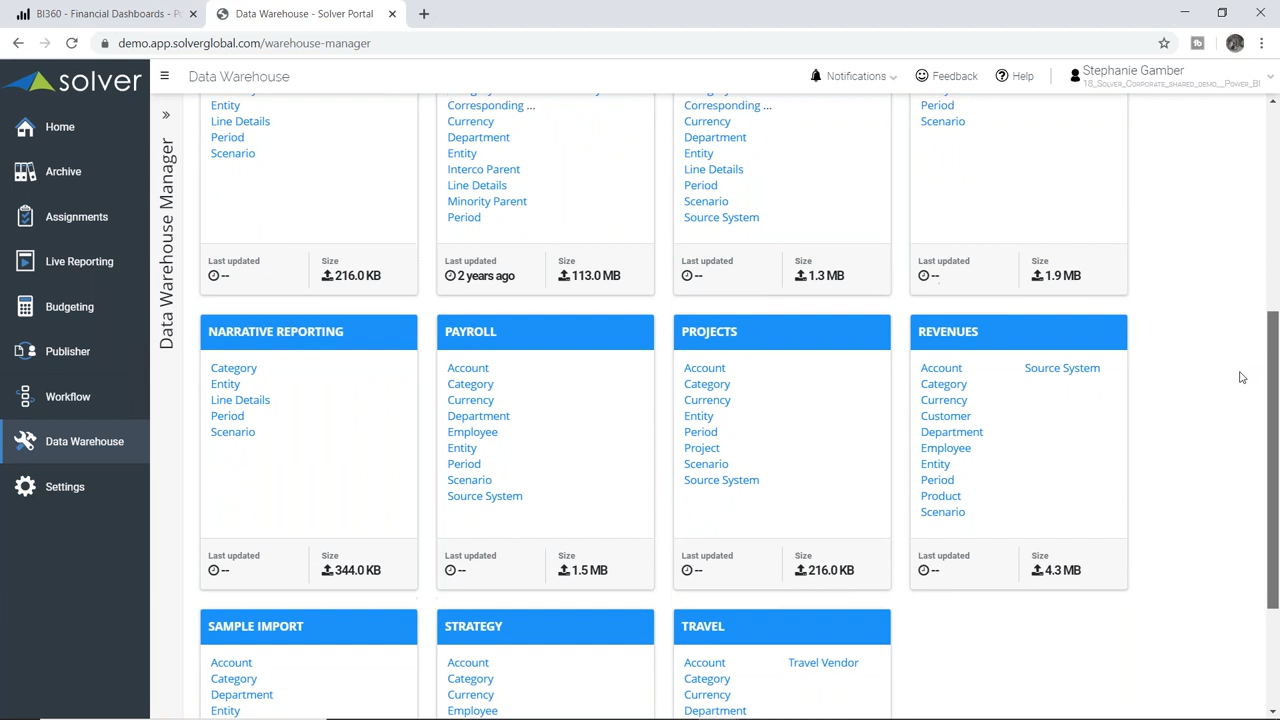 BI360 - Financial Dashboards - P
Data Warehouse - Solver Portal
demo.app.solverglobal.com/warehouse-manager
solver
Data Warehouse
Notifications
Feedback
Help
Stephanie Gamber
18_Solver_Corporate_shared_demo__Power_BI
Home
Archive
Assignments
Live Reporting
Budgeting
Publisher
Workflow
Data Warehouse
Settings
Data Warehouse Manager
Entity
Line Details
Period
Scenario
Last updated
--
Size
216.0 KB
Corresponding ...
Currency
Department
Entity
Interco Parent
Line Details
Minority Parent
Period
Last updated
2 years ago
Size
113.0 MB
Corresponding ...
Currency
Department
Entity
Line Details
Period
Scenario
Source System
Last updated
--
Size
1.3 MB
Period
Scenario
Last updated
--
Size
1.9 MB
NARRATIVE REPORTING
Category
Entity
Line Details
Period
Scenario
Last updated
--
Size
344.0 KB
PAYROLL
Account
Category
Currency
Department
Employee
Entity
Period
Scenario
Source System
Last updated
--
Size
1.5 MB
PROJECTS
Account
Category
Currency
Entity
Period
Project
Scenario
Source System
Last updated
--
Size
216.0 KB
REVENUES
Account
Category
Currency
Customer
Department
Employee
Entity
Period
Product
Scenario
Source System
Last updated
--
Size
4.3 MB
SAMPLE IMPORT
Account
Category
Department
Entity
STRATEGY
Account
Category
Currency
Employee
TRAVEL
Account
Category
Currency
Department
Travel Vendor